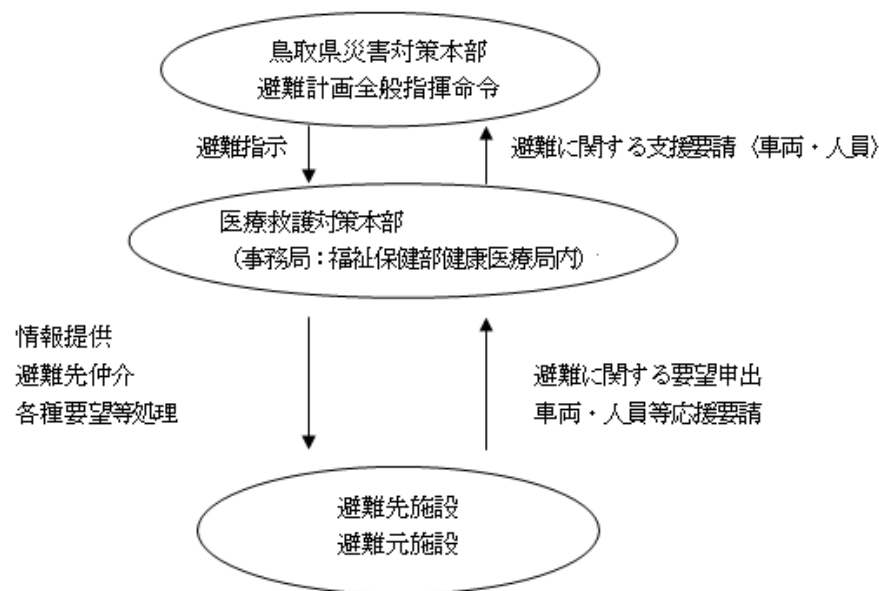 鳥取県災害対策本部
避難計画全般指揮命令
避難指示
避難に関する支援要請（車両・人員）
医療救護対策本部
（事務局：福祉保健部健康医療局内）
情報提供
避難先仲介
各種要望等処理
避難に関する要望申出
車両・人員等応援要請
避難先施設
避難元施設